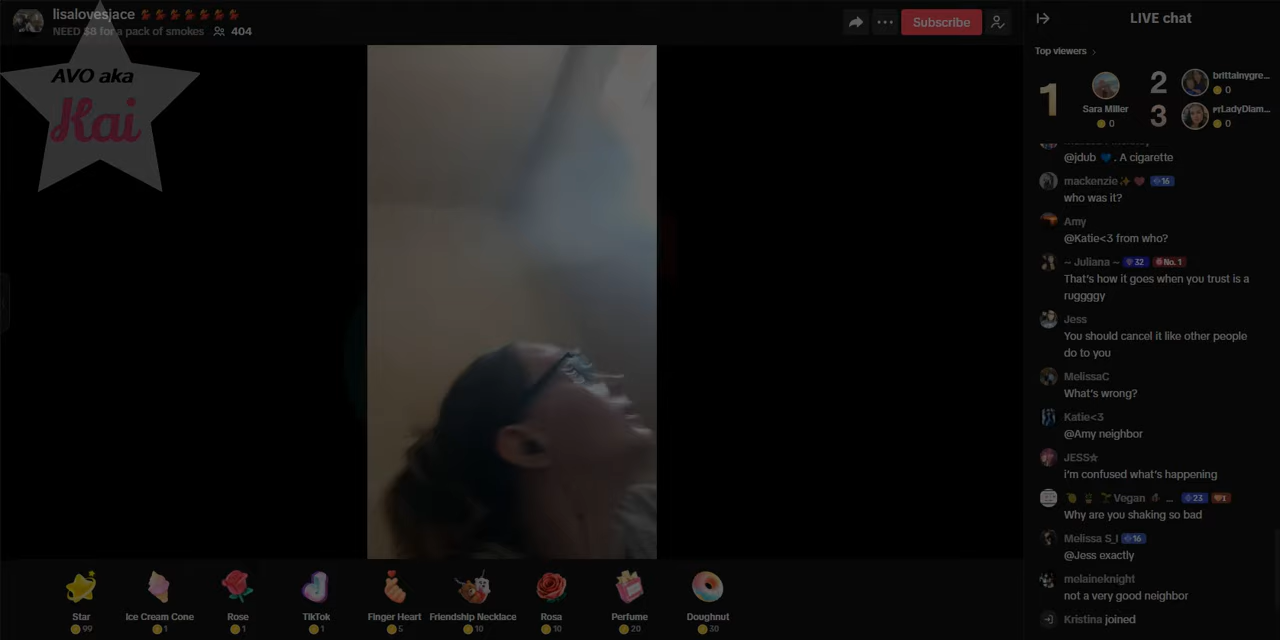 lisalovesjace
NEED $8 for a pack of smokes 404
Subscribe
AVO aka
Kai
LIVE chat
Top viewers
1
Sara Miller
0
2
brittainygre...
0
3
PTLadyDiam...
0
@jdub 💙 . A cigarette
mackenzie✨ ❤️ 16
who was it?
Amy
@Katie<3 from who?
~ Juliana ~ 32 No. 1
That's how it goes when you trust is a
ruggggy
Jess
You should cancel it like other people
do to you
MelissaC
What's wrong?
Katie<3
@Amy neighbor
JESS☆
i'm confused what's happening
Vegan ... 23 1
Why are you shaking so bad
Melissa S_I 16
@Jess exactly
melaineknight
not a very good neighbor
Kristina joined
Star
99
Ice Cream Cone
1
Rose
1
TikTok
1
Finger Heart
5
Friendship Necklace
10
Rosa
10
Perfume
20
Doughnut
30